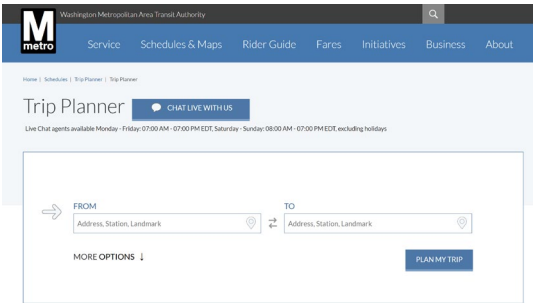 Washington Metropolitan Area Transit Authority
M
metro
Service Schedules & Maps Rider Guide Fares Initiatives Business About
Home | Schedules | Trip Planner | Trip Planner
Trip Planner CHAT LIVE WITH US
Live Chat agents available Monday - Friday: 07:00 AM - 07:00 PM EDT, Saturday - Sunday: 08:00 AM - 07:00 PM EDT, excluding holidays
FROM TO
Address, Station, Landmark Address, Station, Landmark
MORE OPTIONS ↓ PLAN MY TRIP